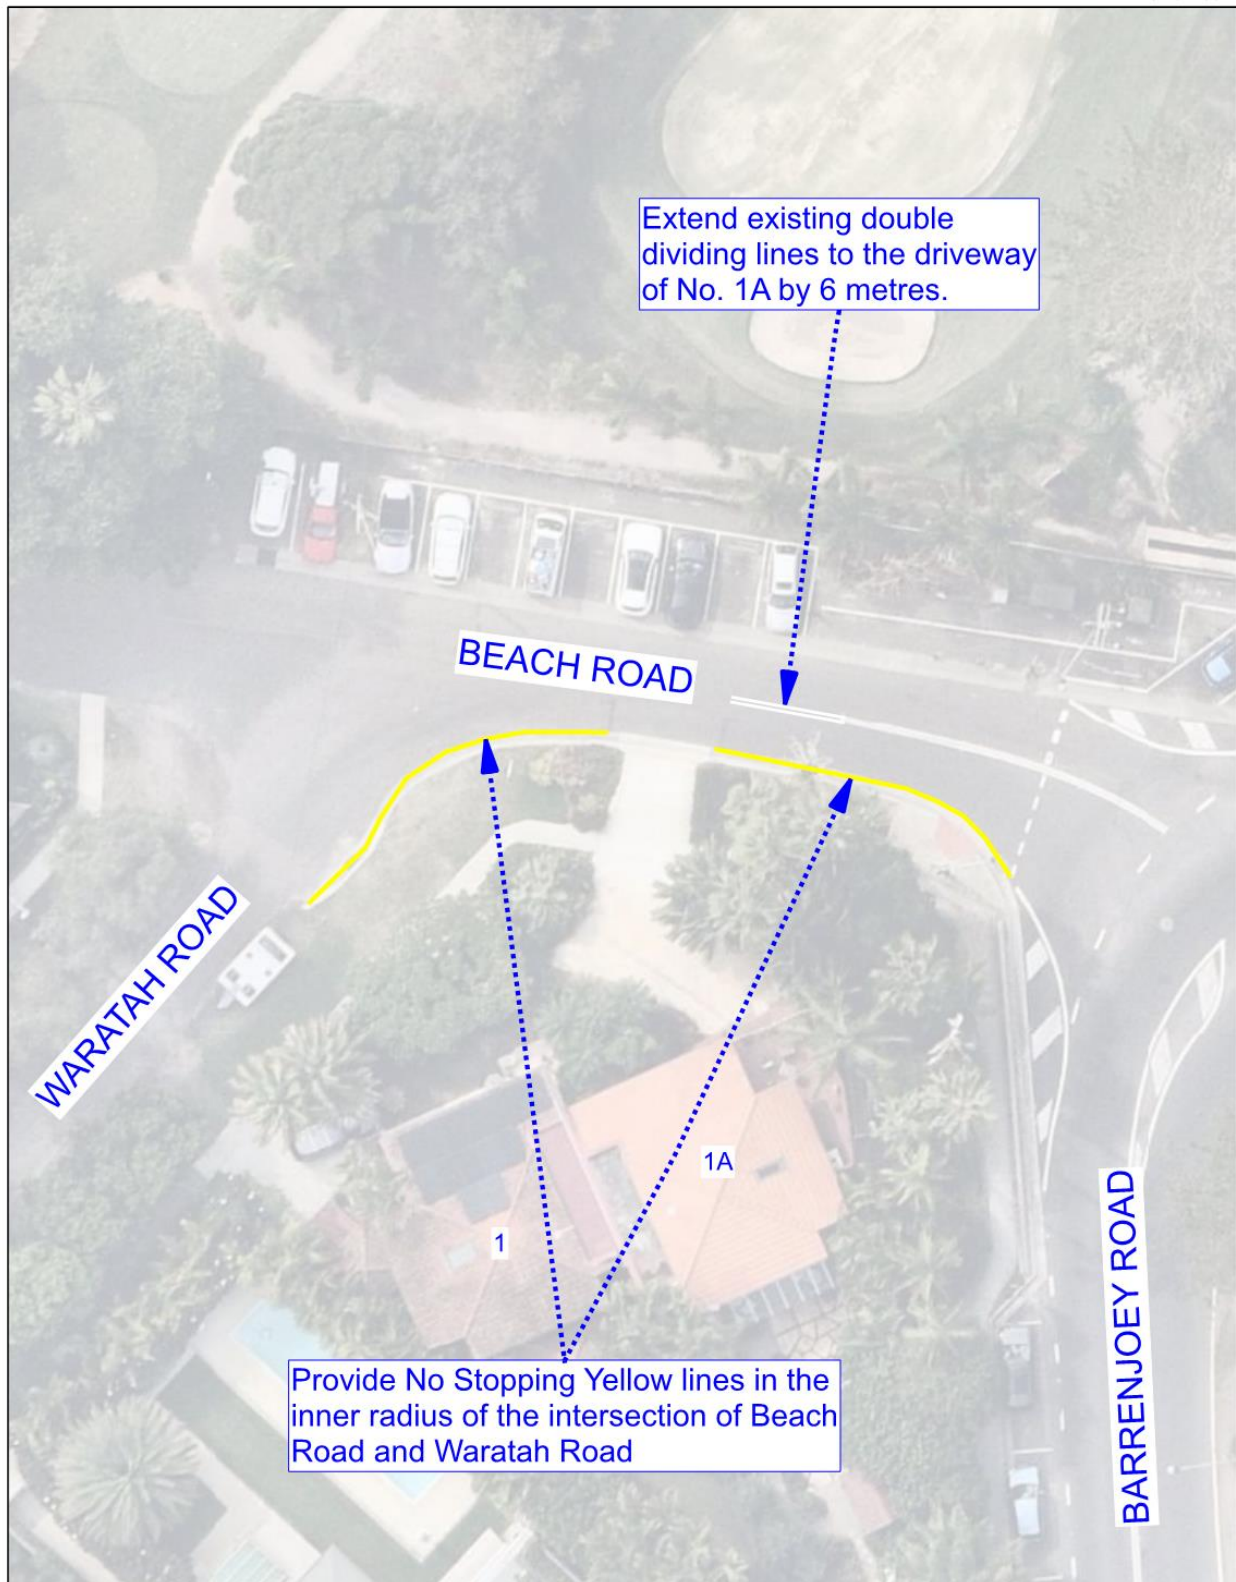 Extend existing double
dividing lines to the driveway
of No. 1A by 6 metres.
BEACH ROAD
WARATAH ROAD
1A
1
BARRENJOEY ROAD
Provide No Stopping Yellow lines in the
inner radius of the intersection of Beach
Road and Waratah Road